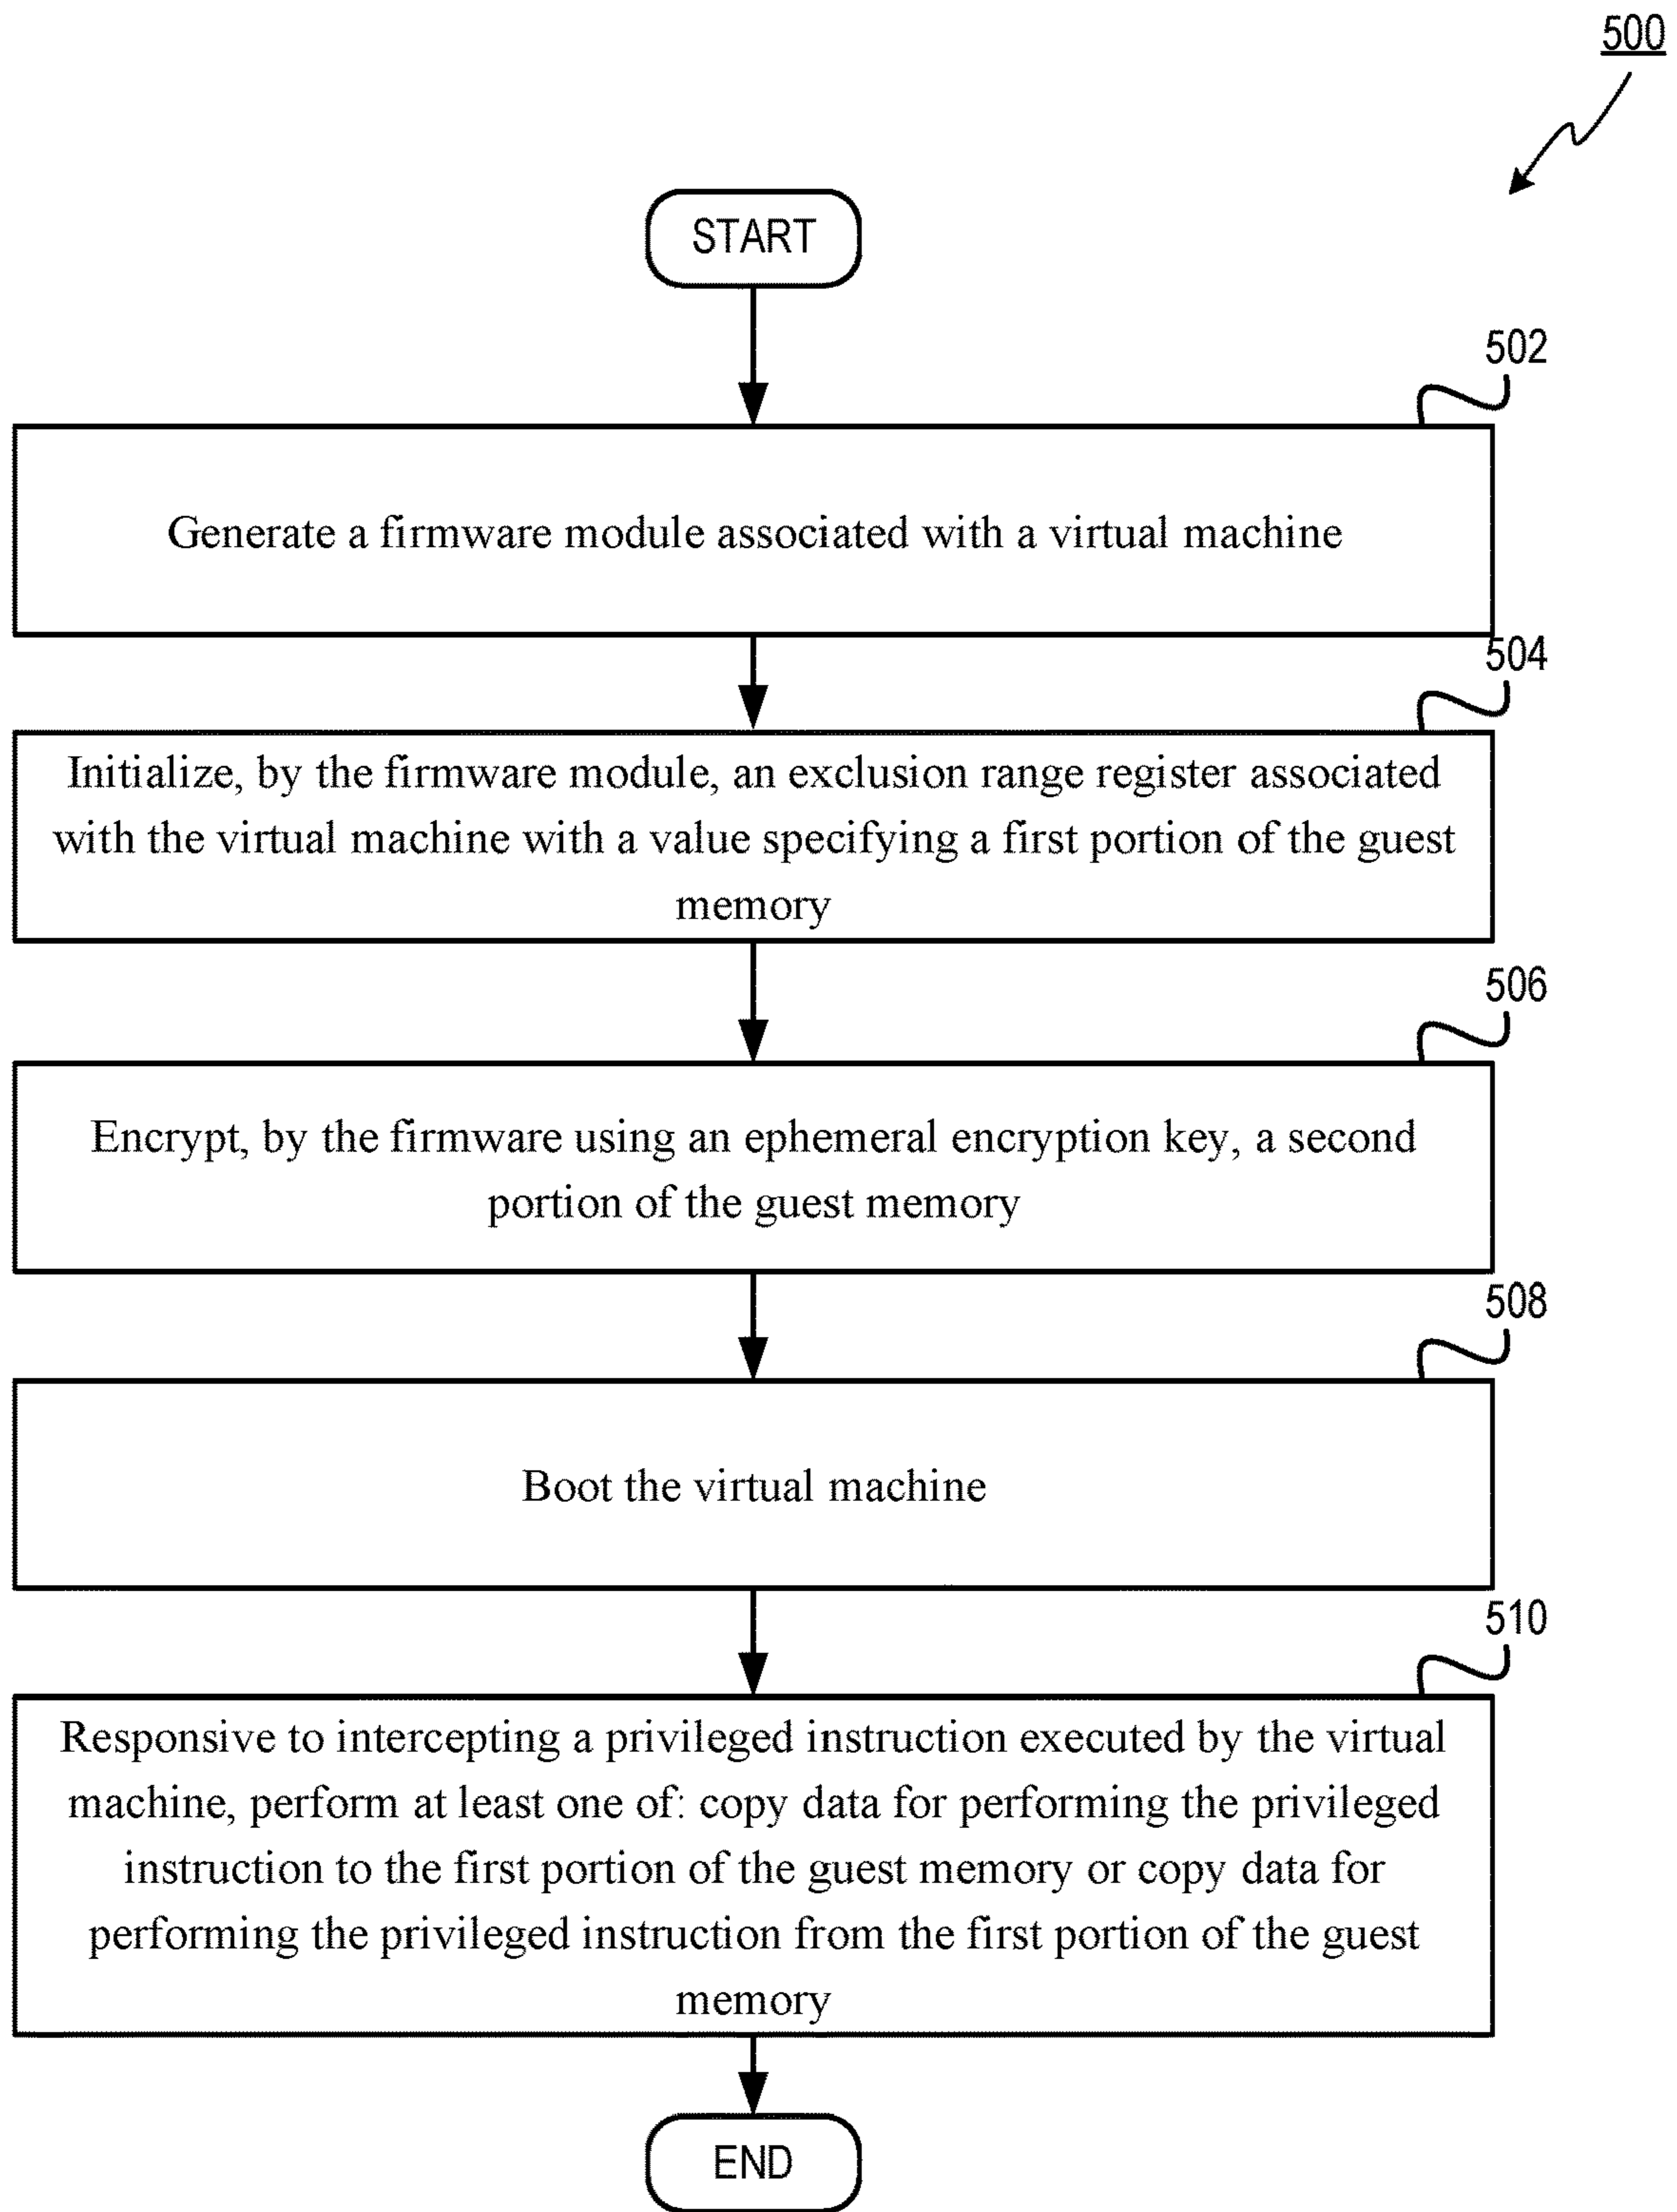 500
START
502
Generate a firmware module associated with a virtual machine
504
Initialize, by the firmware module, an exclusion range register associated
with the virtual machine with a value specifying a first portion of the guest
memory
506
Encrypt, by the firmware using an ephemeral encryption key, a second
portion of the guest memory
508
Boot the virtual machine
510
Responsive to intercepting a privileged instruction executed by the virtual
machine, perform at least one of: copy data for performing the privileged
instruction to the first portion of the guest memory or copy data for
performing the privileged instruction from the first portion of the guest
memory
END